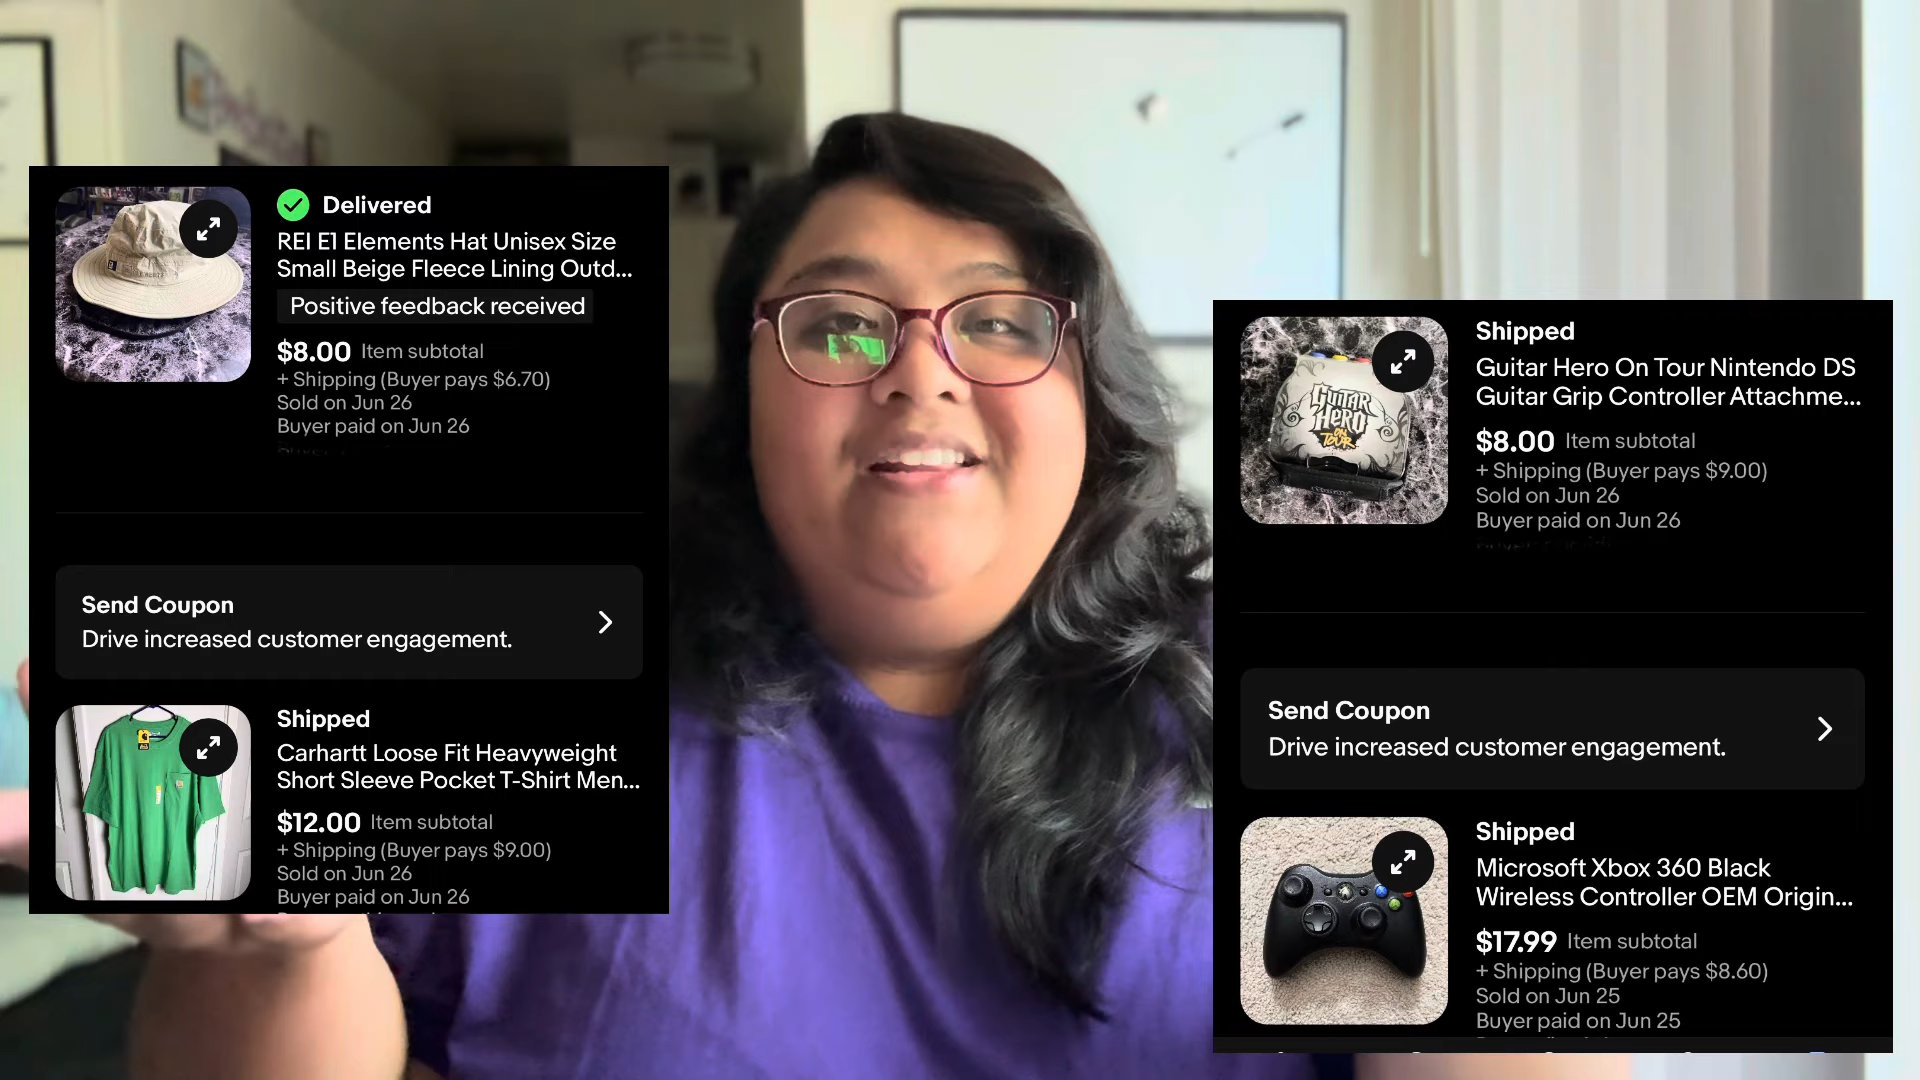 Delivered
REI E1 Elements Hat Unisex Size
Small Beige Fleece Lining Outd...
Positive feedback received
$8.00 Item subtotal
+ Shipping (Buyer pays $6.70)
Sold on Jun 26
Buyer paid on Jun 26
Send Coupon
Drive increased customer engagement.
Shipped
Carhartt Loose Fit Heavyweight
Short Sleeve Pocket T-Shirt Men...
$12.00 Item subtotal
+ Shipping (Buyer pays $9.00)
Sold on Jun 26
Buyer paid on Jun 26
Shipped
Guitar Hero On Tour Nintendo DS
Guitar Grip Controller Attachme...
$8.00 Item subtotal
+ Shipping (Buyer pays $9.00)
Sold on Jun 26
Buyer paid on Jun 26
GUITAR
HERO
ON
TOUR
Send Coupon
Drive increased customer engagement.
Shipped
Microsoft Xbox 360 Black
Wireless Controller OEM Origin...
$17.99 Item subtotal
+ Shipping (Buyer pays $8.60)
Sold on Jun 25
Buyer paid on Jun 25